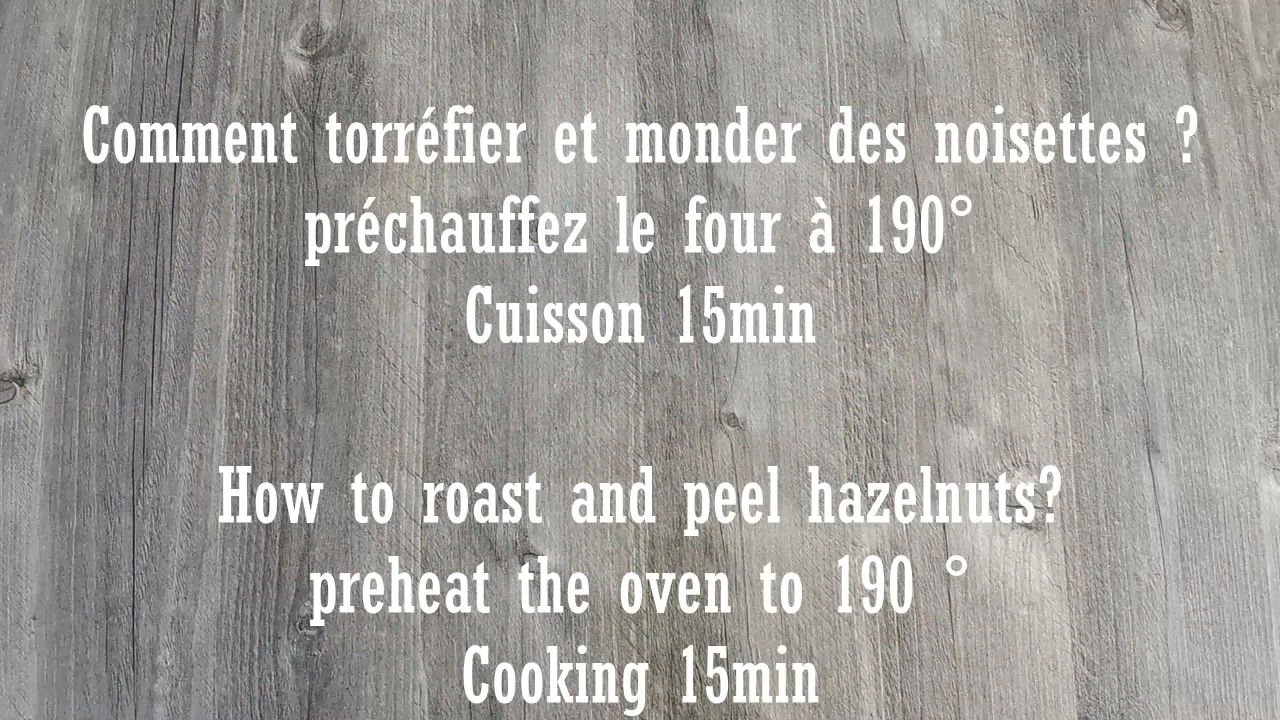 Comment torréfier et monder des noisettes ?
préchauffez le four à 190°
Cuisson 15min
How to roast and peel hazelnuts?
preheat the oven to 190 °
Cooking 15min